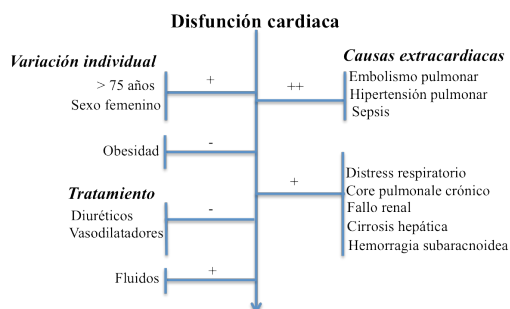 Disfunción cardiaca
Variación individual
+
> 75 años
Sexo femenino
-
Obesidad
Tratamiento
-
Diuréticos
Vasodilatadores
+
Fluidos
Causas extracardiacas
++
Embolismo pulmonar
Hipertensión pulmonar
Sepsis
+
Distress respiratorio
Core pulmonale crónico
Fallo renal
Cirrosis hepática
Hemorragia subaracnoidea